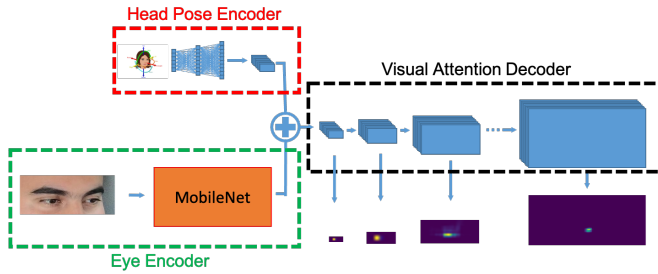 Head Pose Encoder
Visual Attention Decoder
MobileNet
Eye Encoder